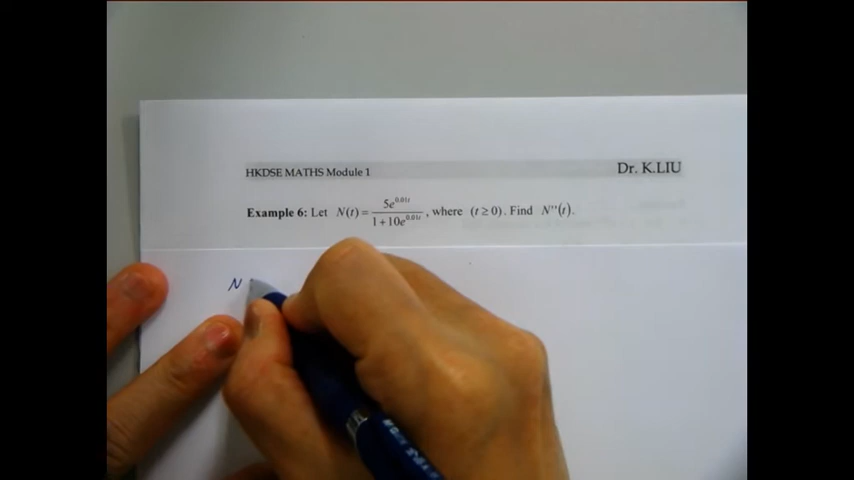 HKDSE MATHS Module 1 Dr. K.LIU
Example 6: Let N(t) = 5e^{0.01t} / (1+10e^{0.01t}), where (t ≥ 0). Find N''(t).
N